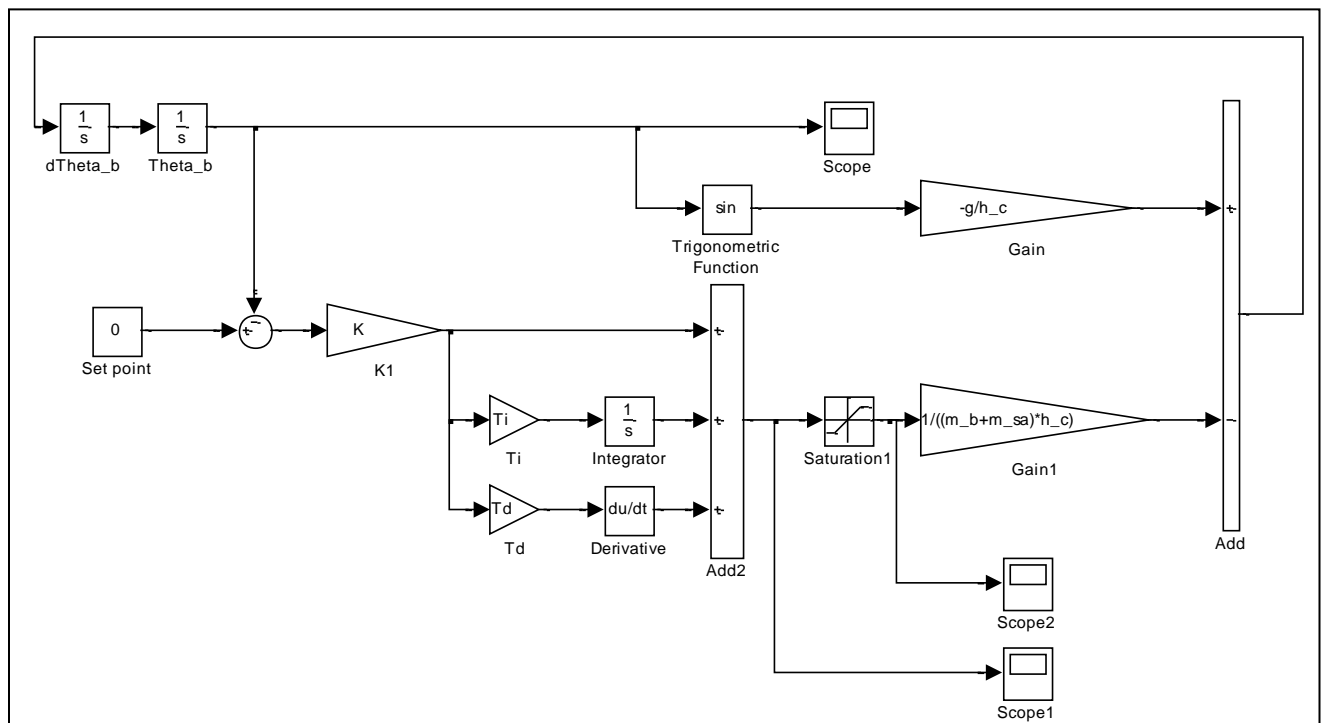 1
s
dTheta_b
1
s
Theta_b
Scope
sin
Trigonometric
Function
-g/h_c
Gain
+
0
Set point
+
−
K
K1
+
Ti
Ti
1
s
Integrator
+
Saturation1
1/((m_b+m_sa)*h_c)
Gain1
−
Td
Td
du/dt
Derivative
+
Add2
Add
Scope2
Scope1